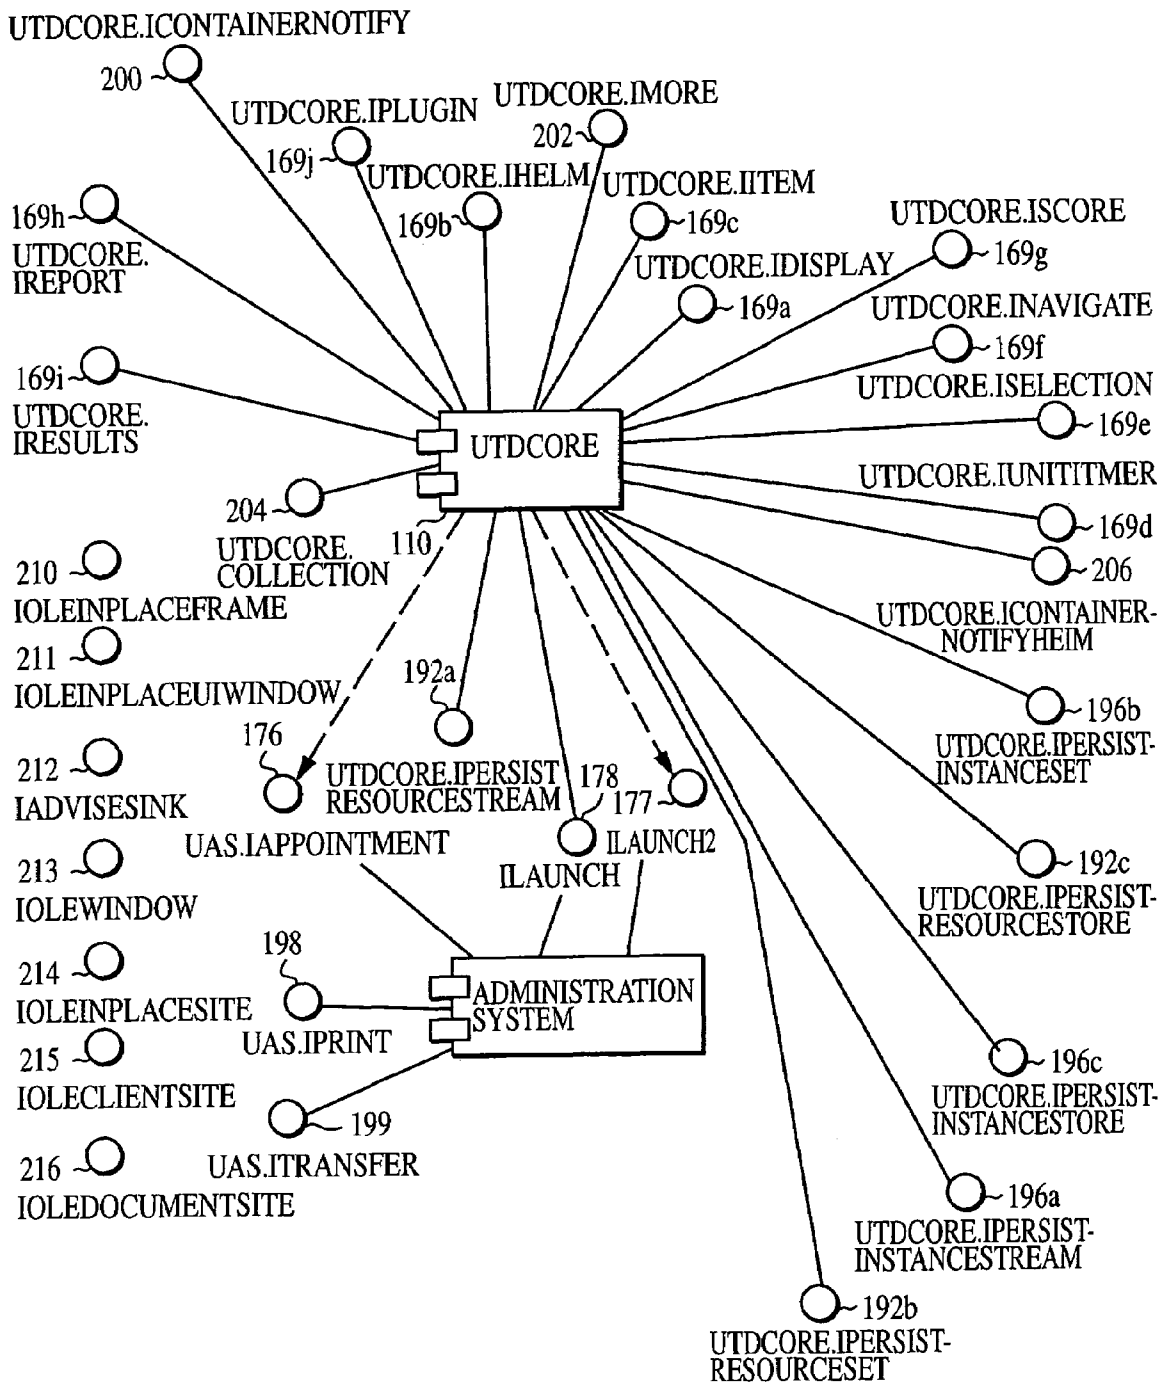 UTDCORE.ICONTAINERNOTIFY
200
UTDCORE.IPLUGIN
169j
UTDCORE.IMORE
202
UTDCORE.IHELM
169b
UTDCORE.IITEM
169c
169h
UTDCORE.
IREPORT
UTDCORE.ISCORE
169g
UTDCORE.IDISPLAY
169a
UTDCORE.INAVIGATE
169f
169i
UTDCORE.
IRESULTS
UTDCORE.ISELECTION
169e
UTDCORE
UTDCORE.IUNITITMER
169d
204
UTDCORE.
COLLECTION
110
206
UTDCORE.ICONTAINER-
NOTIFYHEIM
210
IOLEINPLACEFRAME
211
IOLEINPLACEUIWINDOW
192a
UTDCORE.IPERSIST
RESOURCESTREAM
196b
UTDCORE.IPERSIST-
INSTANCESET
176
UAS.IAPPOINTMENT
178
ILAUNCH
177
ILAUNCH2
212
IADVISESINK
213
IOLEWINDOW
192c
UTDCORE.IPERSIST-
RESOURCESTORE
198
UAS.IPRINT
ADMINISTRATION
SYSTEM
214
IOLEINPLACESITE
215
IOLECLIENTSITE
196c
UTDCORE.IPERSIST-
INSTANCESTORE
199
UAS.ITRANSFER
216
IOLEDOCUMENTSITE
196a
UTDCORE.IPERSIST-
INSTANCESTREAM
192b
UTDCORE.IPERSIST-
RESOURCESET